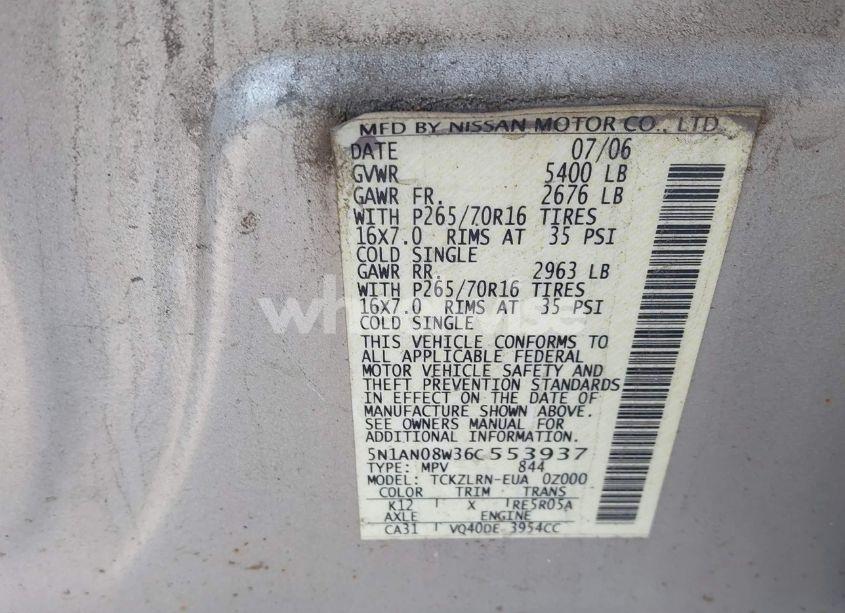 MFD BY NISSAN MOTOR CO., LTD
DATE 07/06
GVWR 5400 LB
GAWR FR. 2676 LB
WITH P265/70R16 TIRES
16X7.0 RIMS AT 35 PSI
COLD SINGLE
GAWR RR. 2963 LB
WITH P265/70R16 TIRES
16X7.0 RIMS AT 35 PSI
COLD SINGLE
THIS VEHICLE CONFORMS TO
ALL APPLICABLE FEDERAL
MOTOR VEHICLE SAFETY AND
THEFT PREVENTION STANDARDS
IN EFFECT ON THE DATE OF
MANUFACTURE SHOWN ABOVE.
SEE OWNERS MANUAL FOR
ADDITIONAL INFORMATION.
5N1AN08W36C553937
TYPE: MPV 844
MODEL: TCKZLRN-EUA 0Z000
COLOR TRIM TRANS
K12 X RE5R05A
AXLE ENGINE
CA31 VQ40DE 3954CC